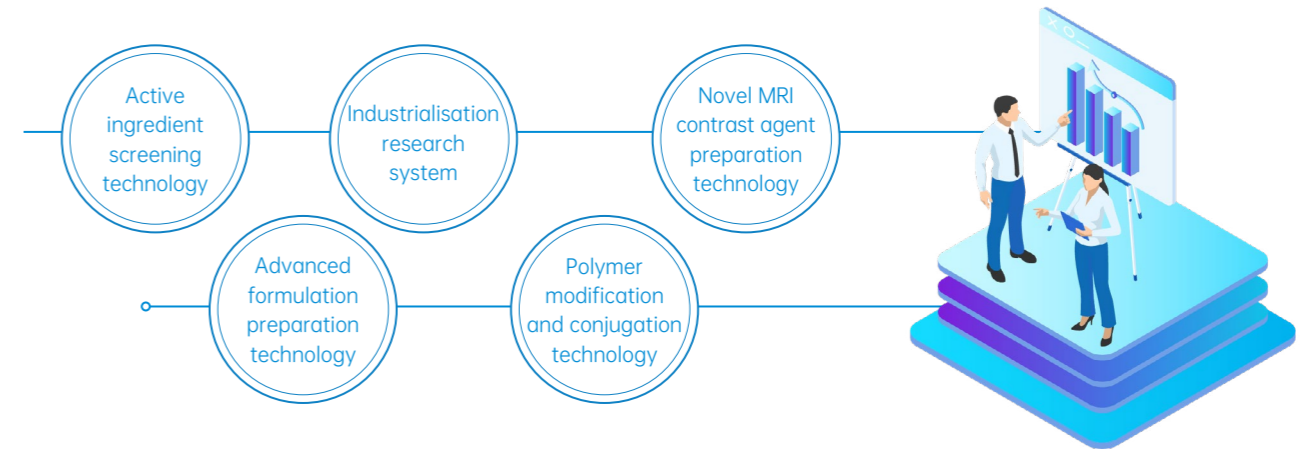 Active
ingredient
screening
technology
Industrialisation
research
system
Novel MRI
contrast agent
preparation
technology
Advanced
formulation
preparation
technology
Polymer
modification
and conjugation
technology